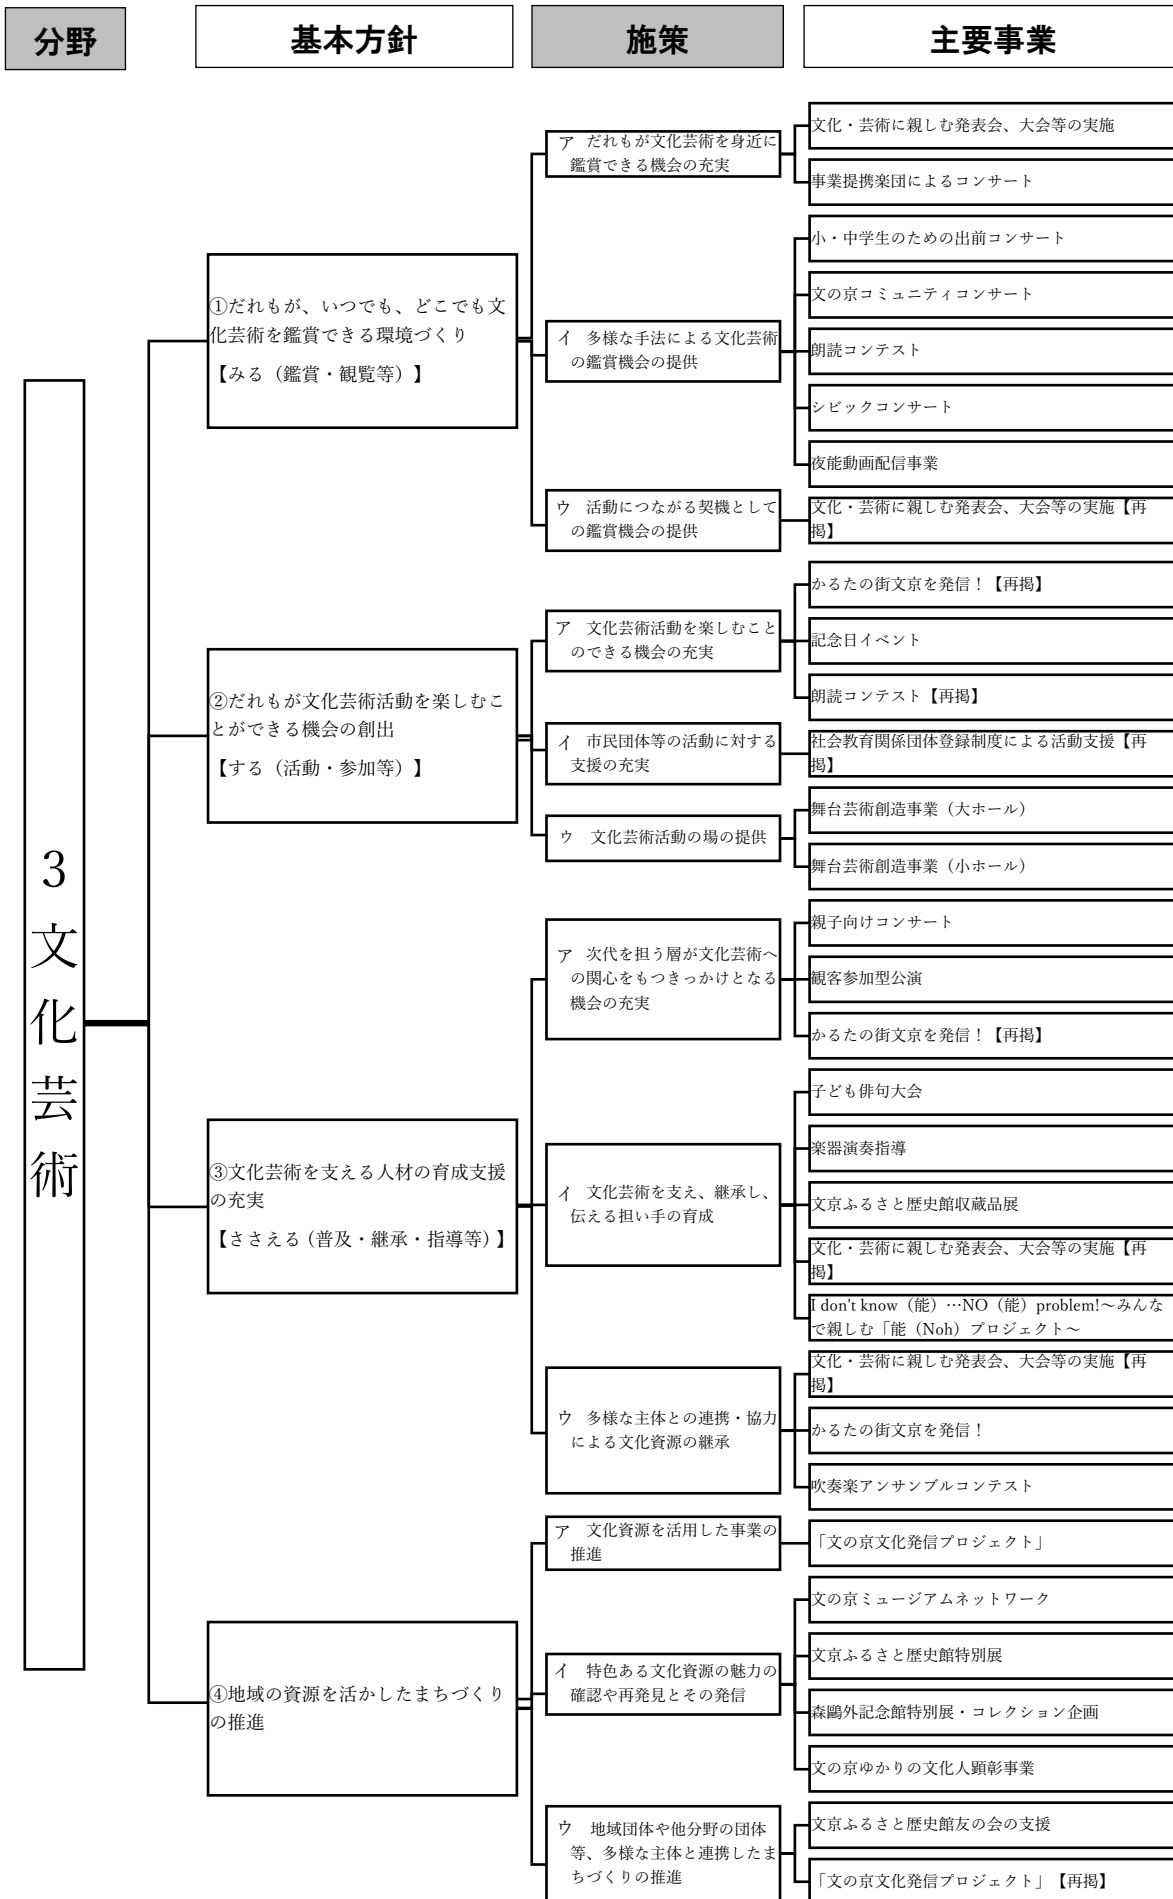 分野
基本方針
施策
主要事業
3
文
化
芸
術
①だれもが、いつでも、どこでも文
化芸術を鑑賞できる環境づくり
【みる（鑑賞・観覧等）】
ア　だれもが文化芸術を身近に
鑑賞できる機会の充実
文化・芸術に親しむ発表会、大会等の実施
事業提携楽団によるコンサート
イ　多様な手法による文化芸術
の鑑賞機会の提供
小・中学生のための出前コンサート
文の京コミュニティコンサート
朗読コンテスト
シビックコンサート
夜能動画配信事業
ウ　活動につながる契機として
の鑑賞機会の提供
文化・芸術に親しむ発表会、大会等の実施【再
掲】
②だれもが文化芸術活動を楽しむこ
とができる機会の創出
【する（活動・参加等）】
ア　文化芸術活動を楽しむこと
のできる機会の充実
かるたの街文京を発信！【再掲】
記念日イベント
朗読コンテスト【再掲】
イ　市民団体等の活動に対する
支援の充実
社会教育関係団体登録制度による活動支援【再
掲】
ウ　文化芸術活動の場の提供
舞台芸術創造事業（大ホール）
舞台芸術創造事業（小ホール）
③文化芸術を支える人材の育成支援
の充実
【ささえる（普及・継承・指導等）】
ア　次代を担う層が文化芸術へ
の関心をもつきっかけとなる
機会の充実
親子向けコンサート
観客参加型公演
かるたの街文京を発信！【再掲】
イ　文化芸術を支え、継承し、
伝える担い手の育成
子ども俳句大会
楽器演奏指導
文京ふるさと歴史館収蔵品展
文化・芸術に親しむ発表会、大会等の実施【再
掲】
I don't know（能）…NO（能）problem!～みんな
で親しむ「能（Noh）プロジェクト～
ウ　多様な主体との連携・協力
による文化資源の継承
文化・芸術に親しむ発表会、大会等の実施【再
掲】
かるたの街文京を発信！
吹奏楽アンサンブルコンテスト
④地域の資源を活かしたまちづくり
の推進
ア　文化資源を活用した事業の
推進
「文の京文化発信プロジェクト」
イ　特色ある文化資源の魅力の
確認や再発見とその発信
文の京ミュージアムネットワーク
文京ふるさと歴史館特別展
森鷗外記念館特別展・コレクション企画
文の京ゆかりの文化人顕彰事業
ウ　地域団体や他分野の団体
等、多様な主体と連携したま
ちづくりの推進
文京ふるさと歴史館友の会の支援
「文の京文化発信プロジェクト」【再掲】